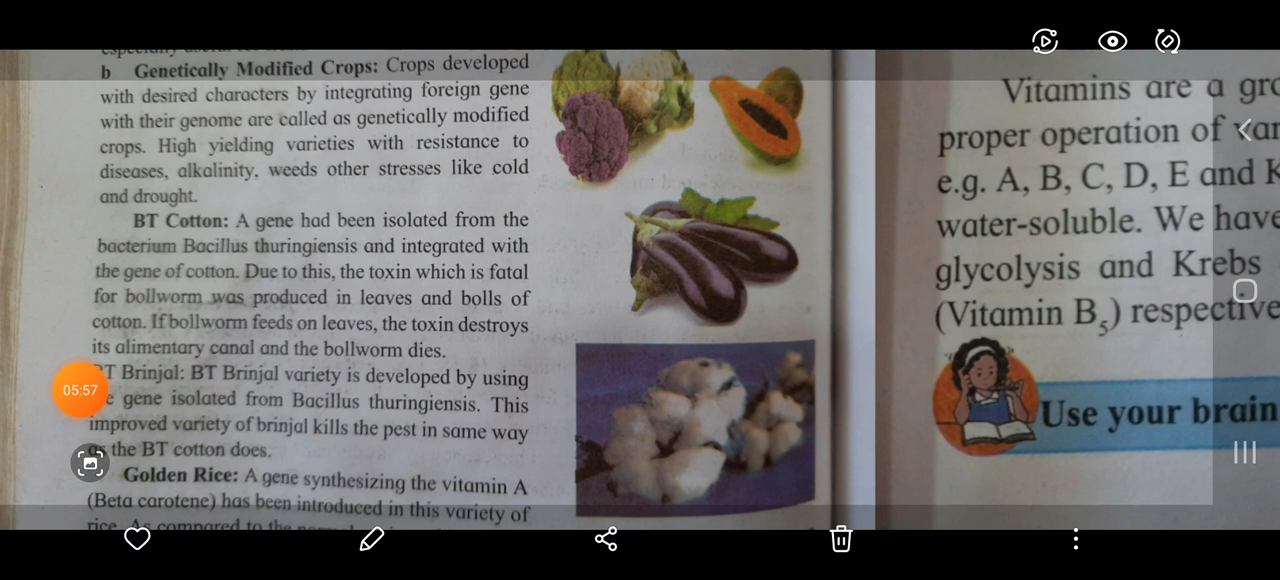 b Genetically Modified Crops: Crops developed
with desired characters by integrating foreign gene
with their genome are called as genetically modified
crops. High yielding varieties with resistance to
diseases, alkalinity, weeds other stresses like cold
and drought.
BT Cotton: A gene had been isolated from the
bacterium Bacillus thuringiensis and integrated with
the gene of cotton. Due to this, the toxin which is fatal
for bollworm was produced in leaves and bolls of
cotton. If bollworm feeds on leaves, the toxin destroys
its alimentary canal and the bollworm dies.
BT Brinjal: BT Brinjal variety is developed by using
gene isolated from Bacillus thuringiensis. This
improved variety of brinjal kills the pest in same way
as the BT cotton does.
Golden Rice: A gene synthesizing the vitamin A
(Beta carotene) has been introduced in this variety of
rice. As compared to the
05:57
Vitamins are a
proper operation of
e.g. A, B, C, D, E and K
water-soluble. We have
glycolysis and Krebs
(Vitamin B₅) respective
Use your brain